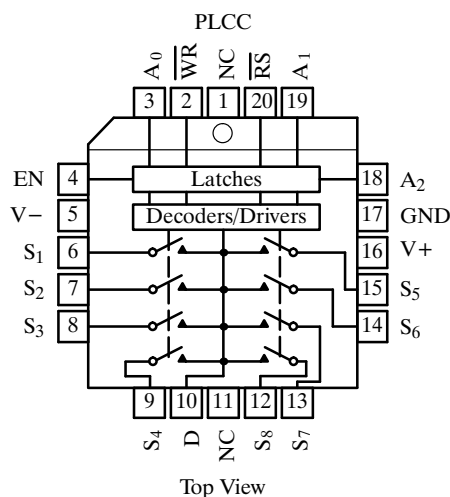 PLCC
A0 WR NC RS A1
3 2 1 20 19
EN 4 Latches 18 A2
V− 5 Decoders/Drivers 17 GND
S1 6 16 V+
S2 7 15 S5
S3 8 14 S6
9 10 11 12 13
S4 D NC S8 S7
Top View